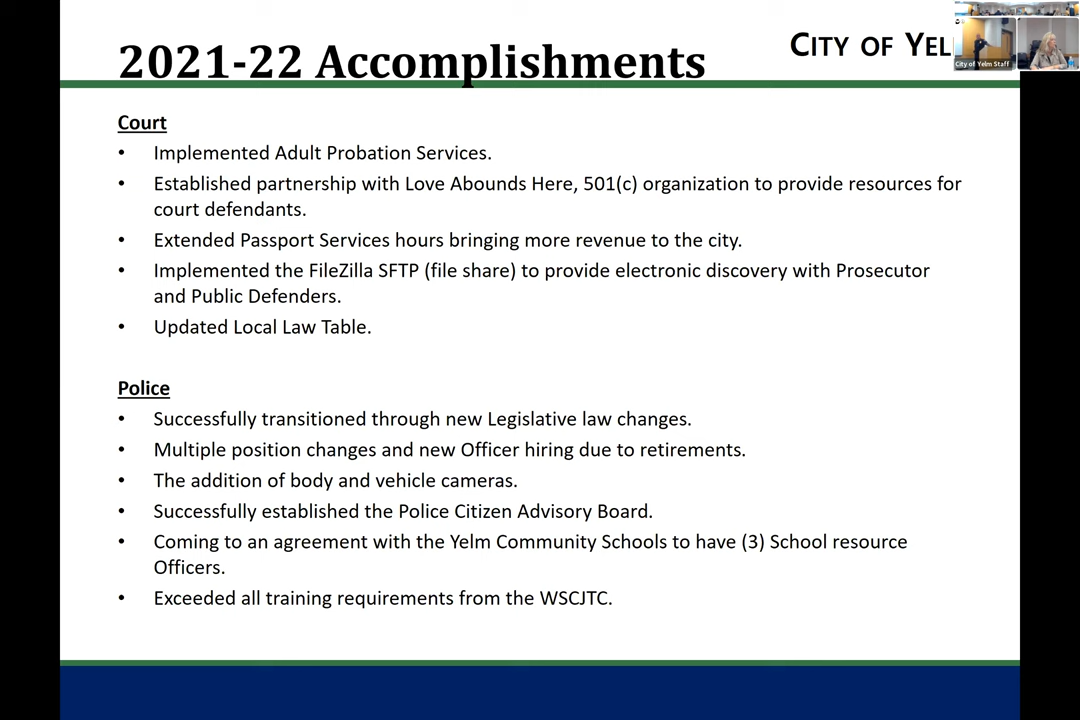 2021-22 Accomplishments
CITY OF YEL
City of Yelm Staff
Court
• Implemented Adult Probation Services.
• Established partnership with Love Abounds Here, 501(c) organization to provide resources for
court defendants.
• Extended Passport Services hours bringing more revenue to the city.
• Implemented the FileZilla SFTP (file share) to provide electronic discovery with Prosecutor
and Public Defenders.
• Updated Local Law Table.
Police
• Successfully transitioned through new Legislative law changes.
• Multiple position changes and new Officer hiring due to retirements.
• The addition of body and vehicle cameras.
• Successfully established the Police Citizen Advisory Board.
• Coming to an agreement with the Yelm Community Schools to have (3) School resource
Officers.
• Exceeded all training requirements from the WSCJTC.